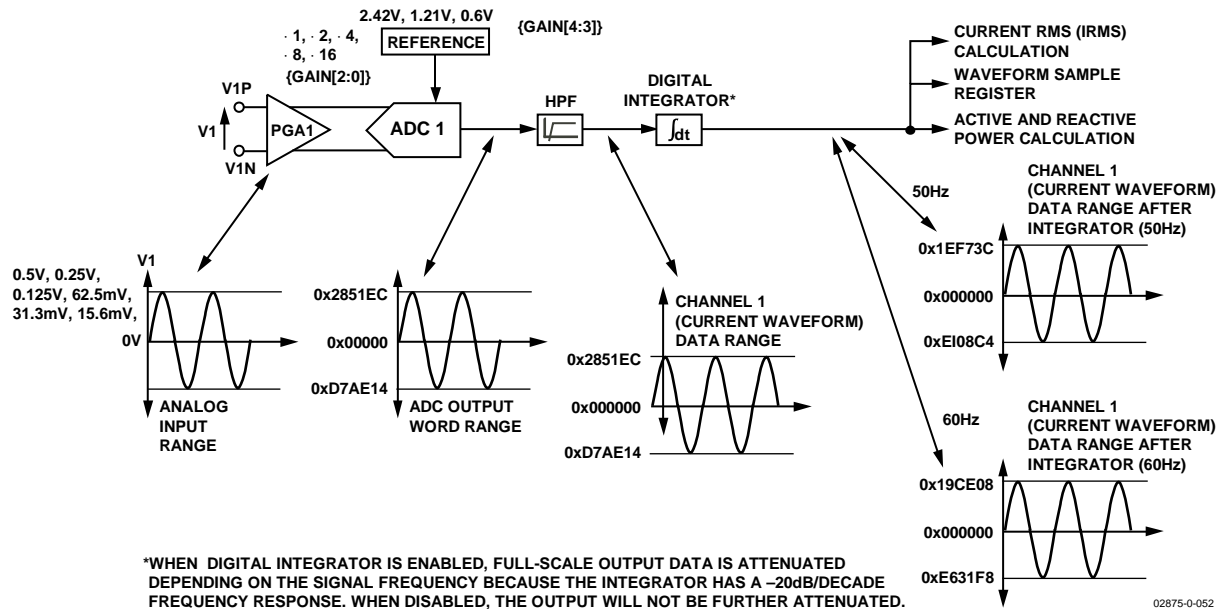 2.42V, 1.21V, 0.6V
{GAIN[4:3]}
· 1, · 2, · 4,
· 8, · 16
{GAIN[2:0]}
REFERENCE
V1P
V1
V1N
PGA1
ADC 1
HPF
DIGITAL
INTEGRATOR*
∫dt
CURRENT RMS (IRMS)
CALCULATION
WAVEFORM SAMPLE
REGISTER
ACTIVE AND REACTIVE
POWER CALCULATION
50Hz
CHANNEL 1
(CURRENT WAVEFORM)
DATA RANGE AFTER
INTEGRATOR (50Hz)
0x1EF73C
0x000000
0xEI08C4
V1
0.5V, 0.25V,
0.125V, 62.5mV,
31.3mV, 15.6mV,
0V
ANALOG
INPUT
RANGE
0x2851EC
0x00000
0xD7AE14
ADC OUTPUT
WORD RANGE
CHANNEL 1
(CURRENT WAVEFORM)
DATA RANGE
0x2851EC
0x000000
0xD7AE14
60Hz
CHANNEL 1
(CURRENT WAVEFORM)
DATA RANGE AFTER
INTEGRATOR (60Hz)
0x19CE08
0x000000
0xE631F8
*WHEN DIGITAL INTEGRATOR IS ENABLED, FULL-SCALE OUTPUT DATA IS ATTENUATED
DEPENDING ON THE SIGNAL FREQUENCY BECAUSE THE INTEGRATOR HAS A –20dB/DECADE
FREQUENCY RESPONSE. WHEN DISABLED, THE OUTPUT WILL NOT BE FURTHER ATTENUATED.
02875-0-052